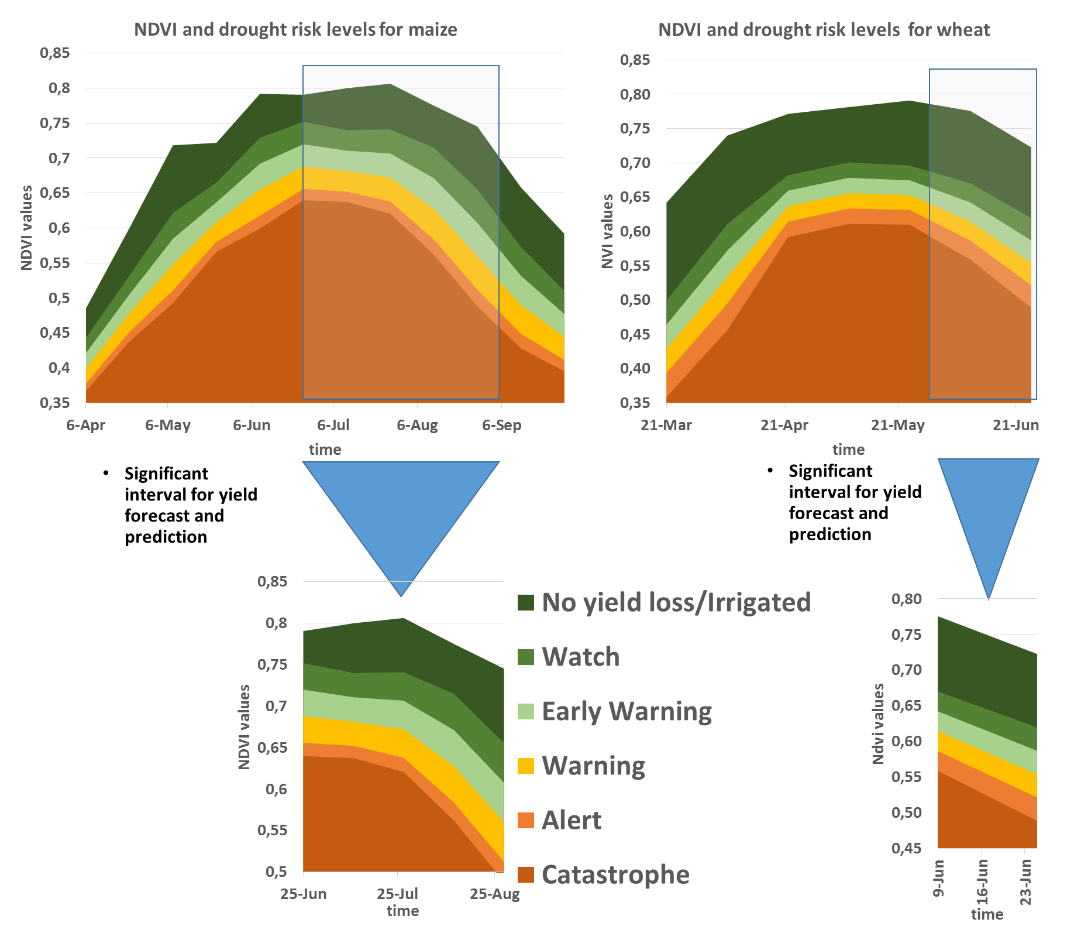 NDVI and drought risk levels for maize
0,85
0,8
0,75
0,7
0,65
0,6
0,55
0,5
0,45
0,4
0,35
NDVI values
6-Apr 6-May 6-Jun 6-Jul 6-Aug 6-Sep
time
NDVI and drought risk levels for wheat
0,85
0,80
0,75
0,70
0,65
0,60
0,55
0,50
0,45
0,40
0,35
NVI values
21-Mar 21-Apr 21-May 21-Jun
time
• Significant
interval for yield
forecast and
prediction
• Significant
interval for yield
forecast and
prediction
0,85
0,8
0,75
0,7
0,65
0,6
0,55
0,5
NDVI values
25-Jun 25-Jul 25-Aug
time
No yield loss/Irrigated
Watch
Early Warning
Warning
Alert
Catastrophe
0,80
0,75
0,70
0,65
0,60
0,55
0,50
0,45
Ndvi values
9-Jun 16-Jun 23-Jun
time